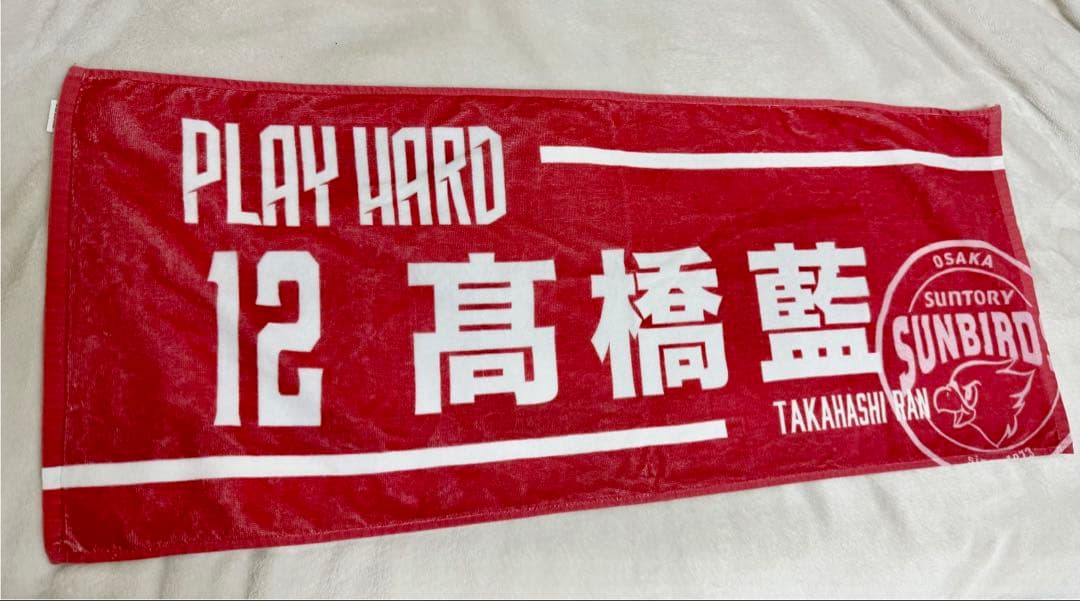 PLAY HARD
12 髙橋藍
TAKAHASHI RAN
OSAKA
SUNTORY
SUNBIRDS